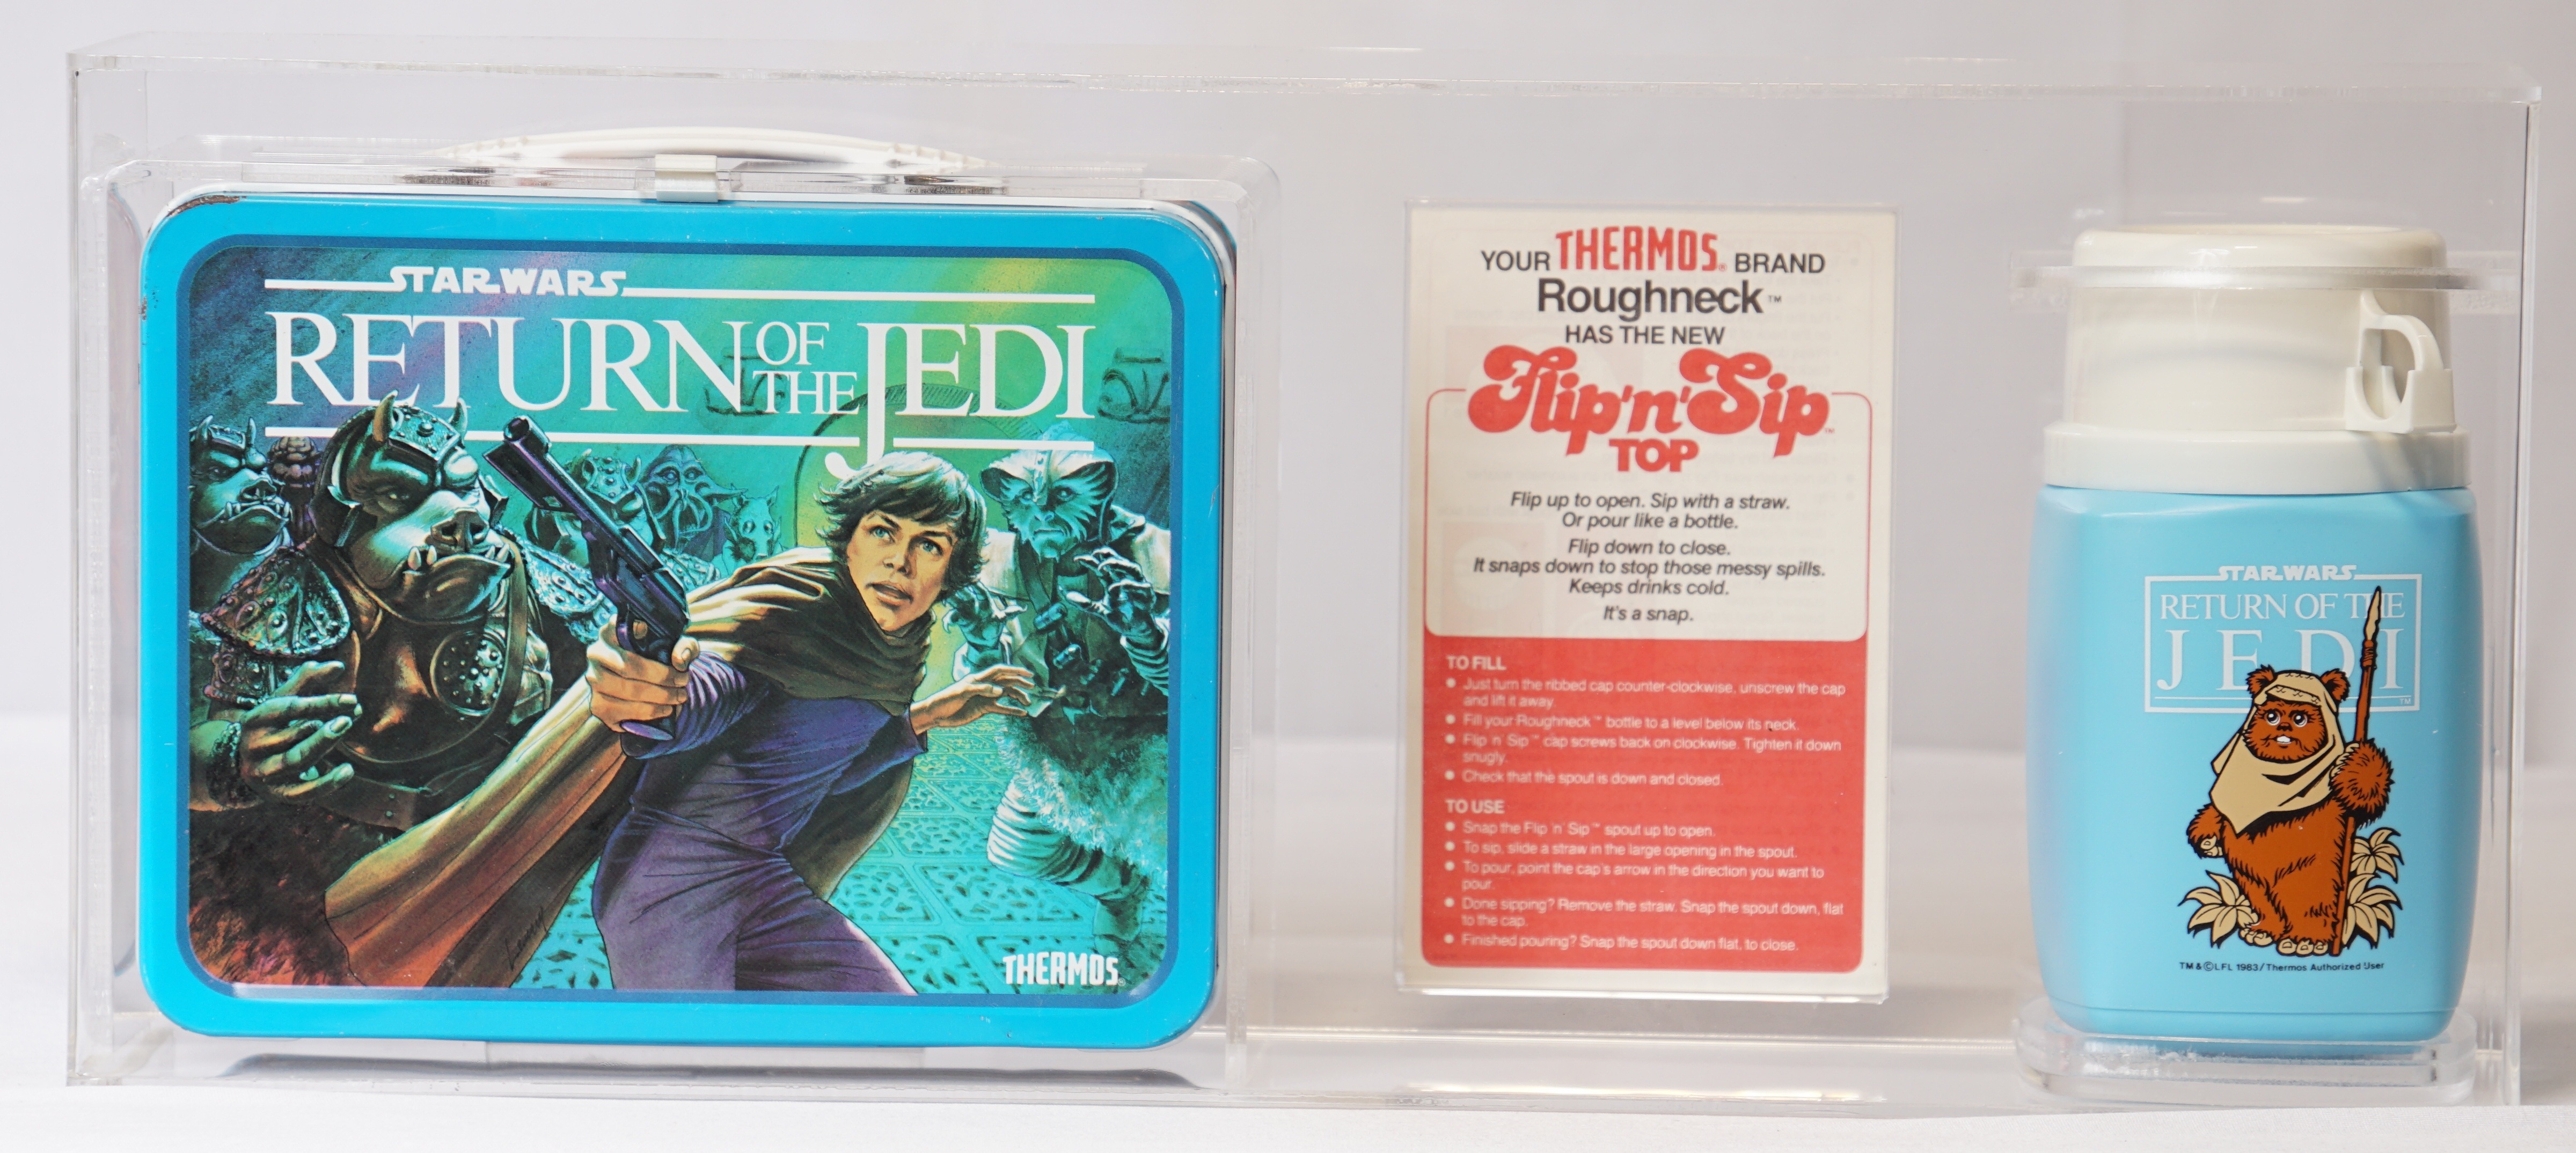 STAR WARS
RETURN OF THE JEDI
THERMOS®
YOUR THERMOS® BRAND
Roughneck™
HAS THE NEW
Flip'n'Sip™
TOP
Flip up to open. Sip with a straw.
Or pour like a bottle.
Flip down to close.
It snaps down to stop those messy spills.
Keeps drinks cold.
It's a snap.
TO FILL
● Just turn the ribbed cap counter-clockwise, unscrew the cap
and lift it away.
● Fill your Roughneck™ bottle to a level below its neck.
● Flip 'n' Sip™ cap screws back on clockwise. Tighten it down
snugly.
● Check that the spout is down and closed.
TO USE
● Snap the Flip 'n' Sip™ spout up to open.
● To sip, slide a straw in the large opening in the spout.
● To pour, point the cap's arrow in the direction you want to
pour.
● Done sipping? Remove the straw. Snap the spout down, flat
to the cap.
● Finished pouring? Snap the spout down flat, to close.
STAR WARS
RETURN OF THE
JEDI
TM
TM & ©LFL 1983/Thermos Authorized User